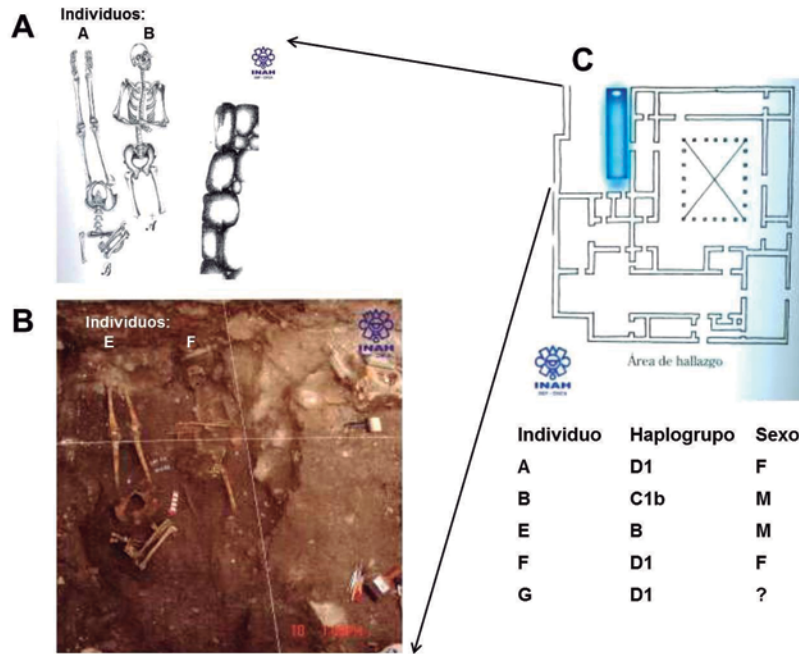 A
Individuos:
A B
INAH
B
Individuos:
E F
INAH
C
Área de hallazgo
INAH
Individuo Haplogrupo Sexo
A D1 F
B C1b M
E B M
F D1 F
G D1 ?